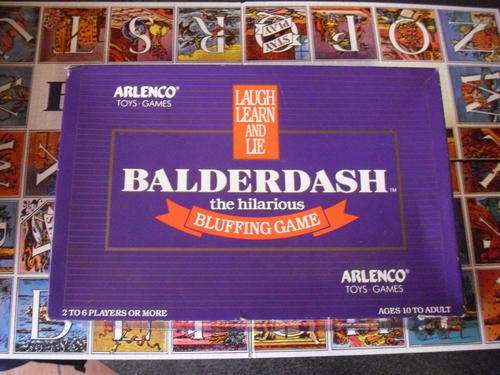 ARLENCO®
TOYS·GAMES
LAUGH
LEARN
AND
LIE
BALDERDASH™
the hilarious
BLUFFING GAME
ARLENCO®
TOYS·GAMES
2 TO 6 PLAYERS OR MORE
AGES 10 TO ADULT